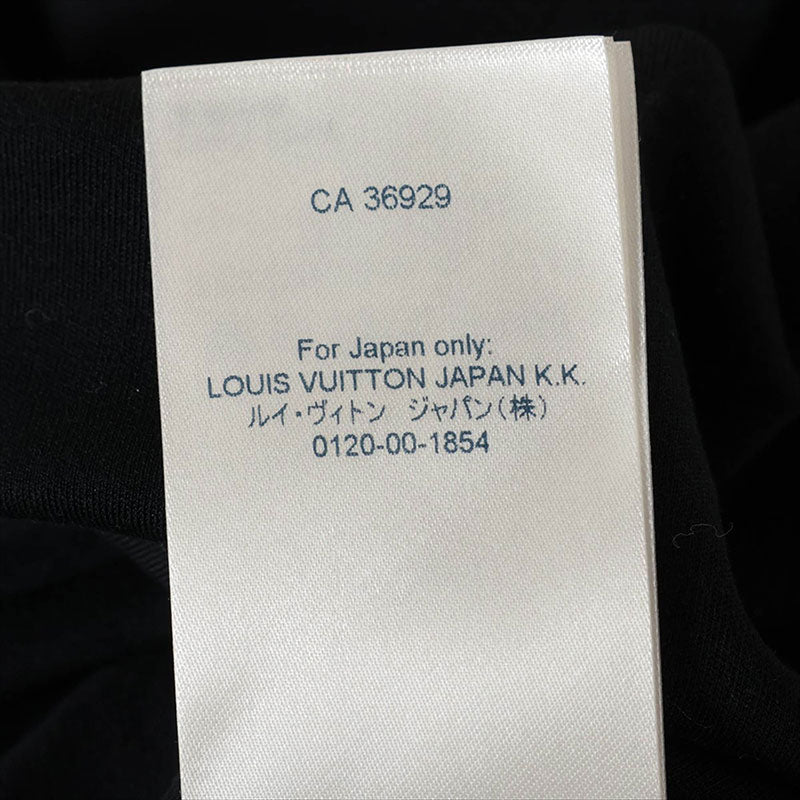 CA 36929
For Japan only:
LOUIS VUITTON JAPAN K.K.
ルイ・ヴィトン ジャパン(株)
0120-00-1854